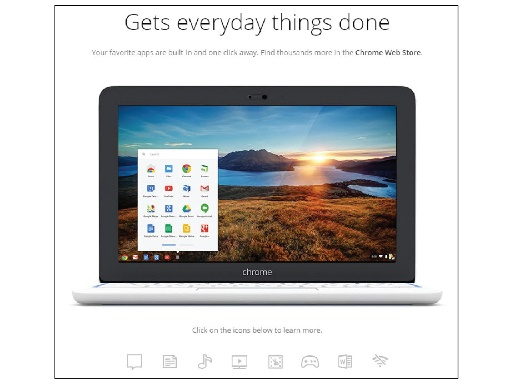 Gets everyday things done
Your favorite apps are built in and one click away. Find thousands more in the Chrome Web Store.
chrome
Click on the icons below to learn more.